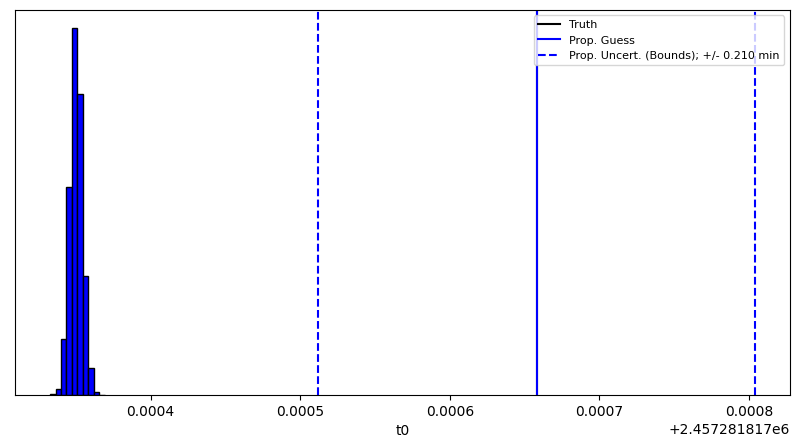 Truth
Prop. Guess
Prop. Uncert. (Bounds); +/- 0.210 min
0.0004 0.0005 0.0006 0.0007 0.0008
t0
+2.457281817e6